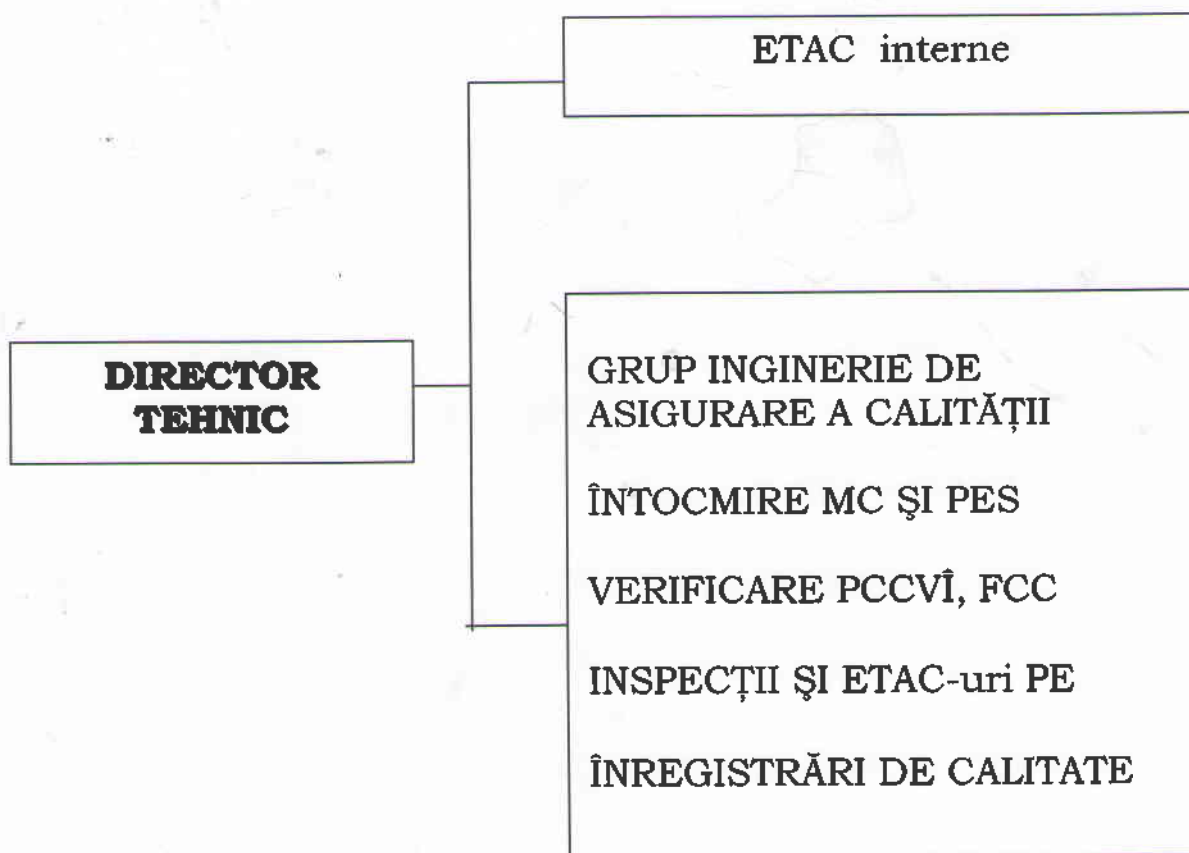 ETAC interne
DIRECTOR
TEHNIC
GRUP INGINERIE DE
ASIGURARE A CALITĂȚII
ÎNTOCMIRE MC ŞI PES
VERIFICARE PCCVÎ, FCC
INSPECȚII ŞI ETAC-uri PE
ÎNREGISTRĂRI DE CALITATE